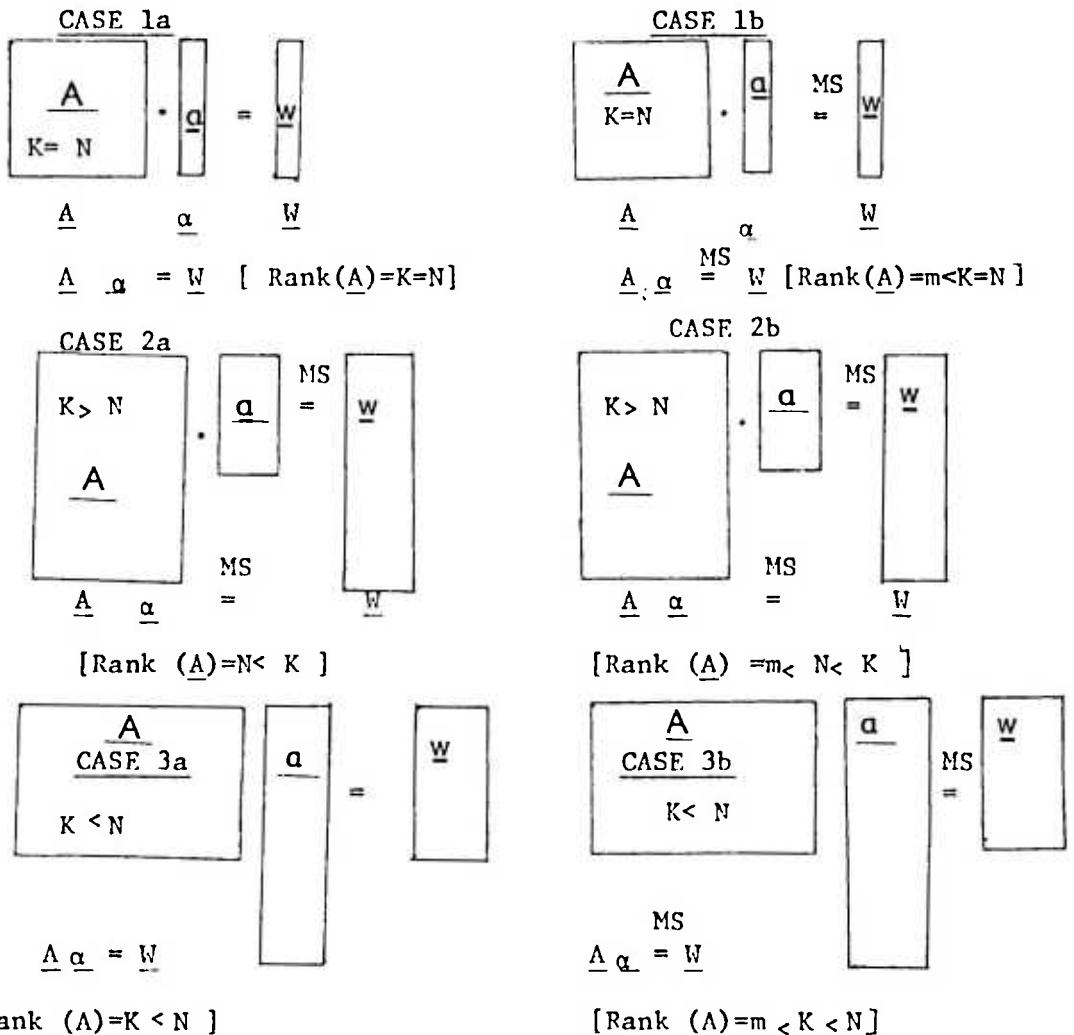 CASE 1a
A
K= N
· a = w
A α W
A α = W [ Rank(A)=K=N]
CASE 1b
A
K=N
· a MS = w
A α W
A α MS = W [Rank(A)=m<K=N ]
CASE 2a
K> N
A
· a MS = w
A α MS = W
[Rank (A)=N< K ]
CASE 2b
K> N
A
· a MS = w
A α MS = W
[Rank (A) =m< N< K ]
A
CASE 3a
K <N
a = w
A α = W
ank (A)=K < N ]
A
CASE 3b
K< N
a MS = w
A α MS = W
[Rank (A)=m < K < N]